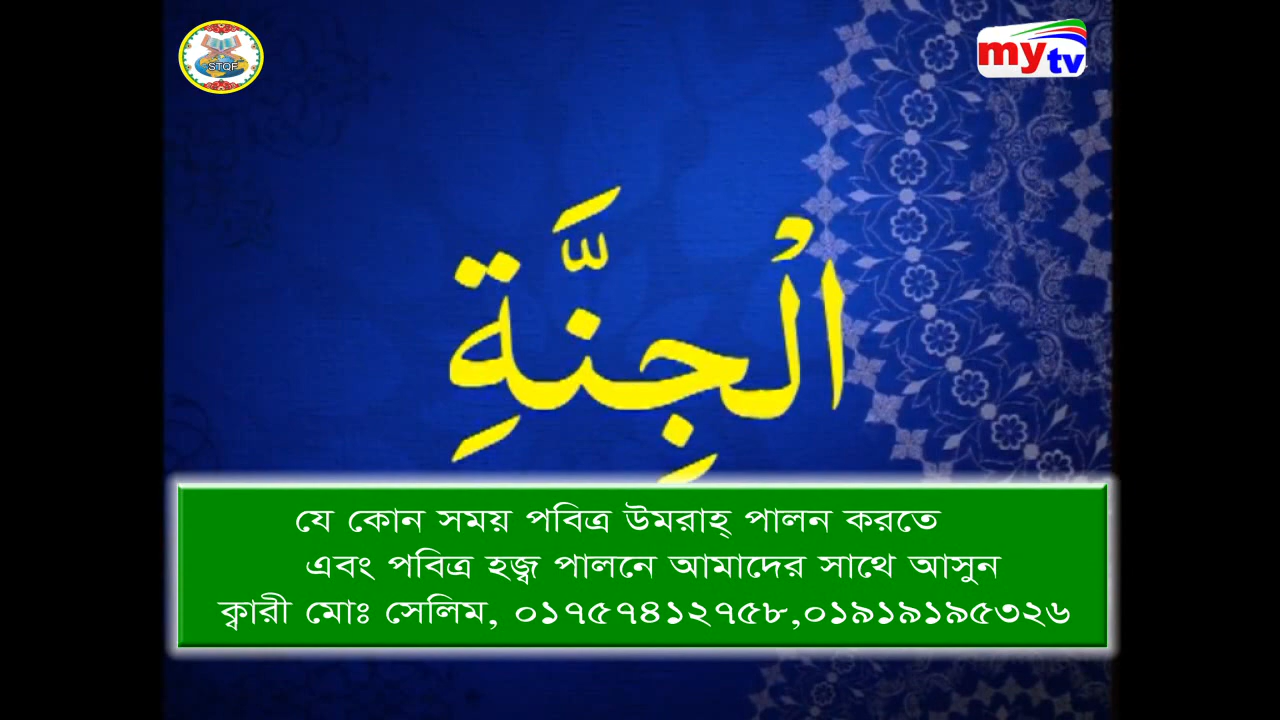 STQF
my tv
الْجِنَّةِ
যে কোন সময় পবিত্র উমরাহ্ পালন করতে
এবং পবিত্র হজ্ব পালনে আমাদের সাথে আসুন
ক্বারী মোঃ সেলিম, ০১৭৫৭৪১২৭৫৮,০১৯১৯১৯৫৩২৬